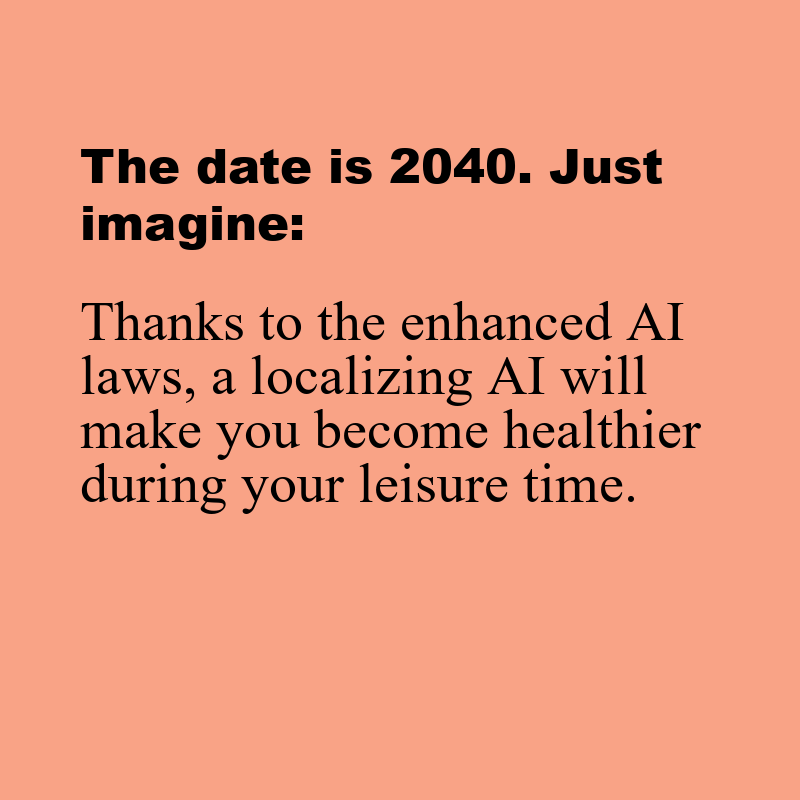 The date is 2040. Just
imagine:
Thanks to the enhanced AI
laws, a localizing AI will
make you become healthier
during your leisure time.